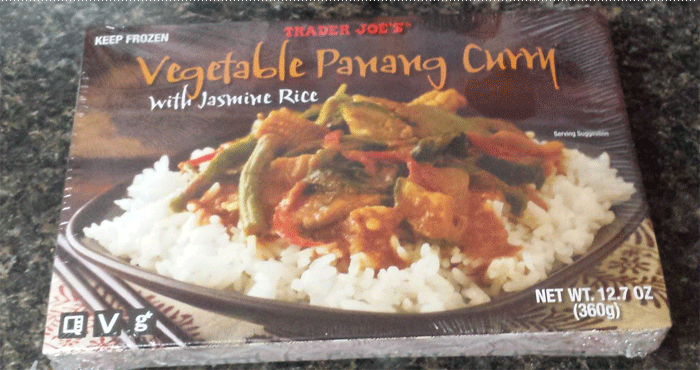 KEEP FROZEN
TRADER JOE'S®
Vegetable Panang Curry
with Jasmine Rice
Serving Suggestion
NET WT. 12.7 OZ
(360g)
V g